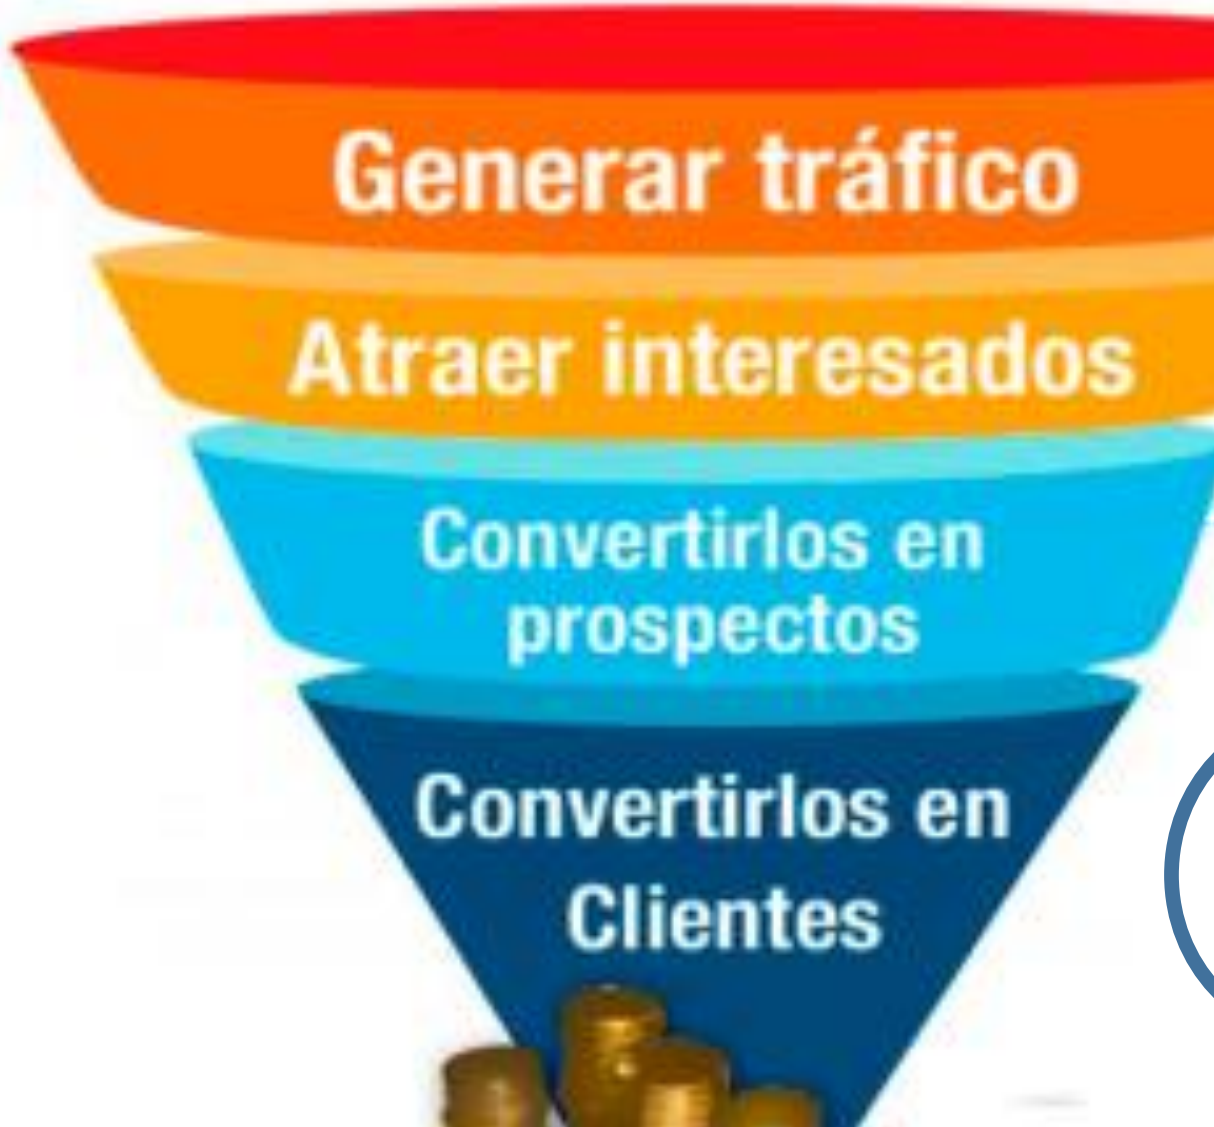 Generar tráfico
Atraer interesados
Convertirlos en
prospectos
Convertirlos en
Clientes